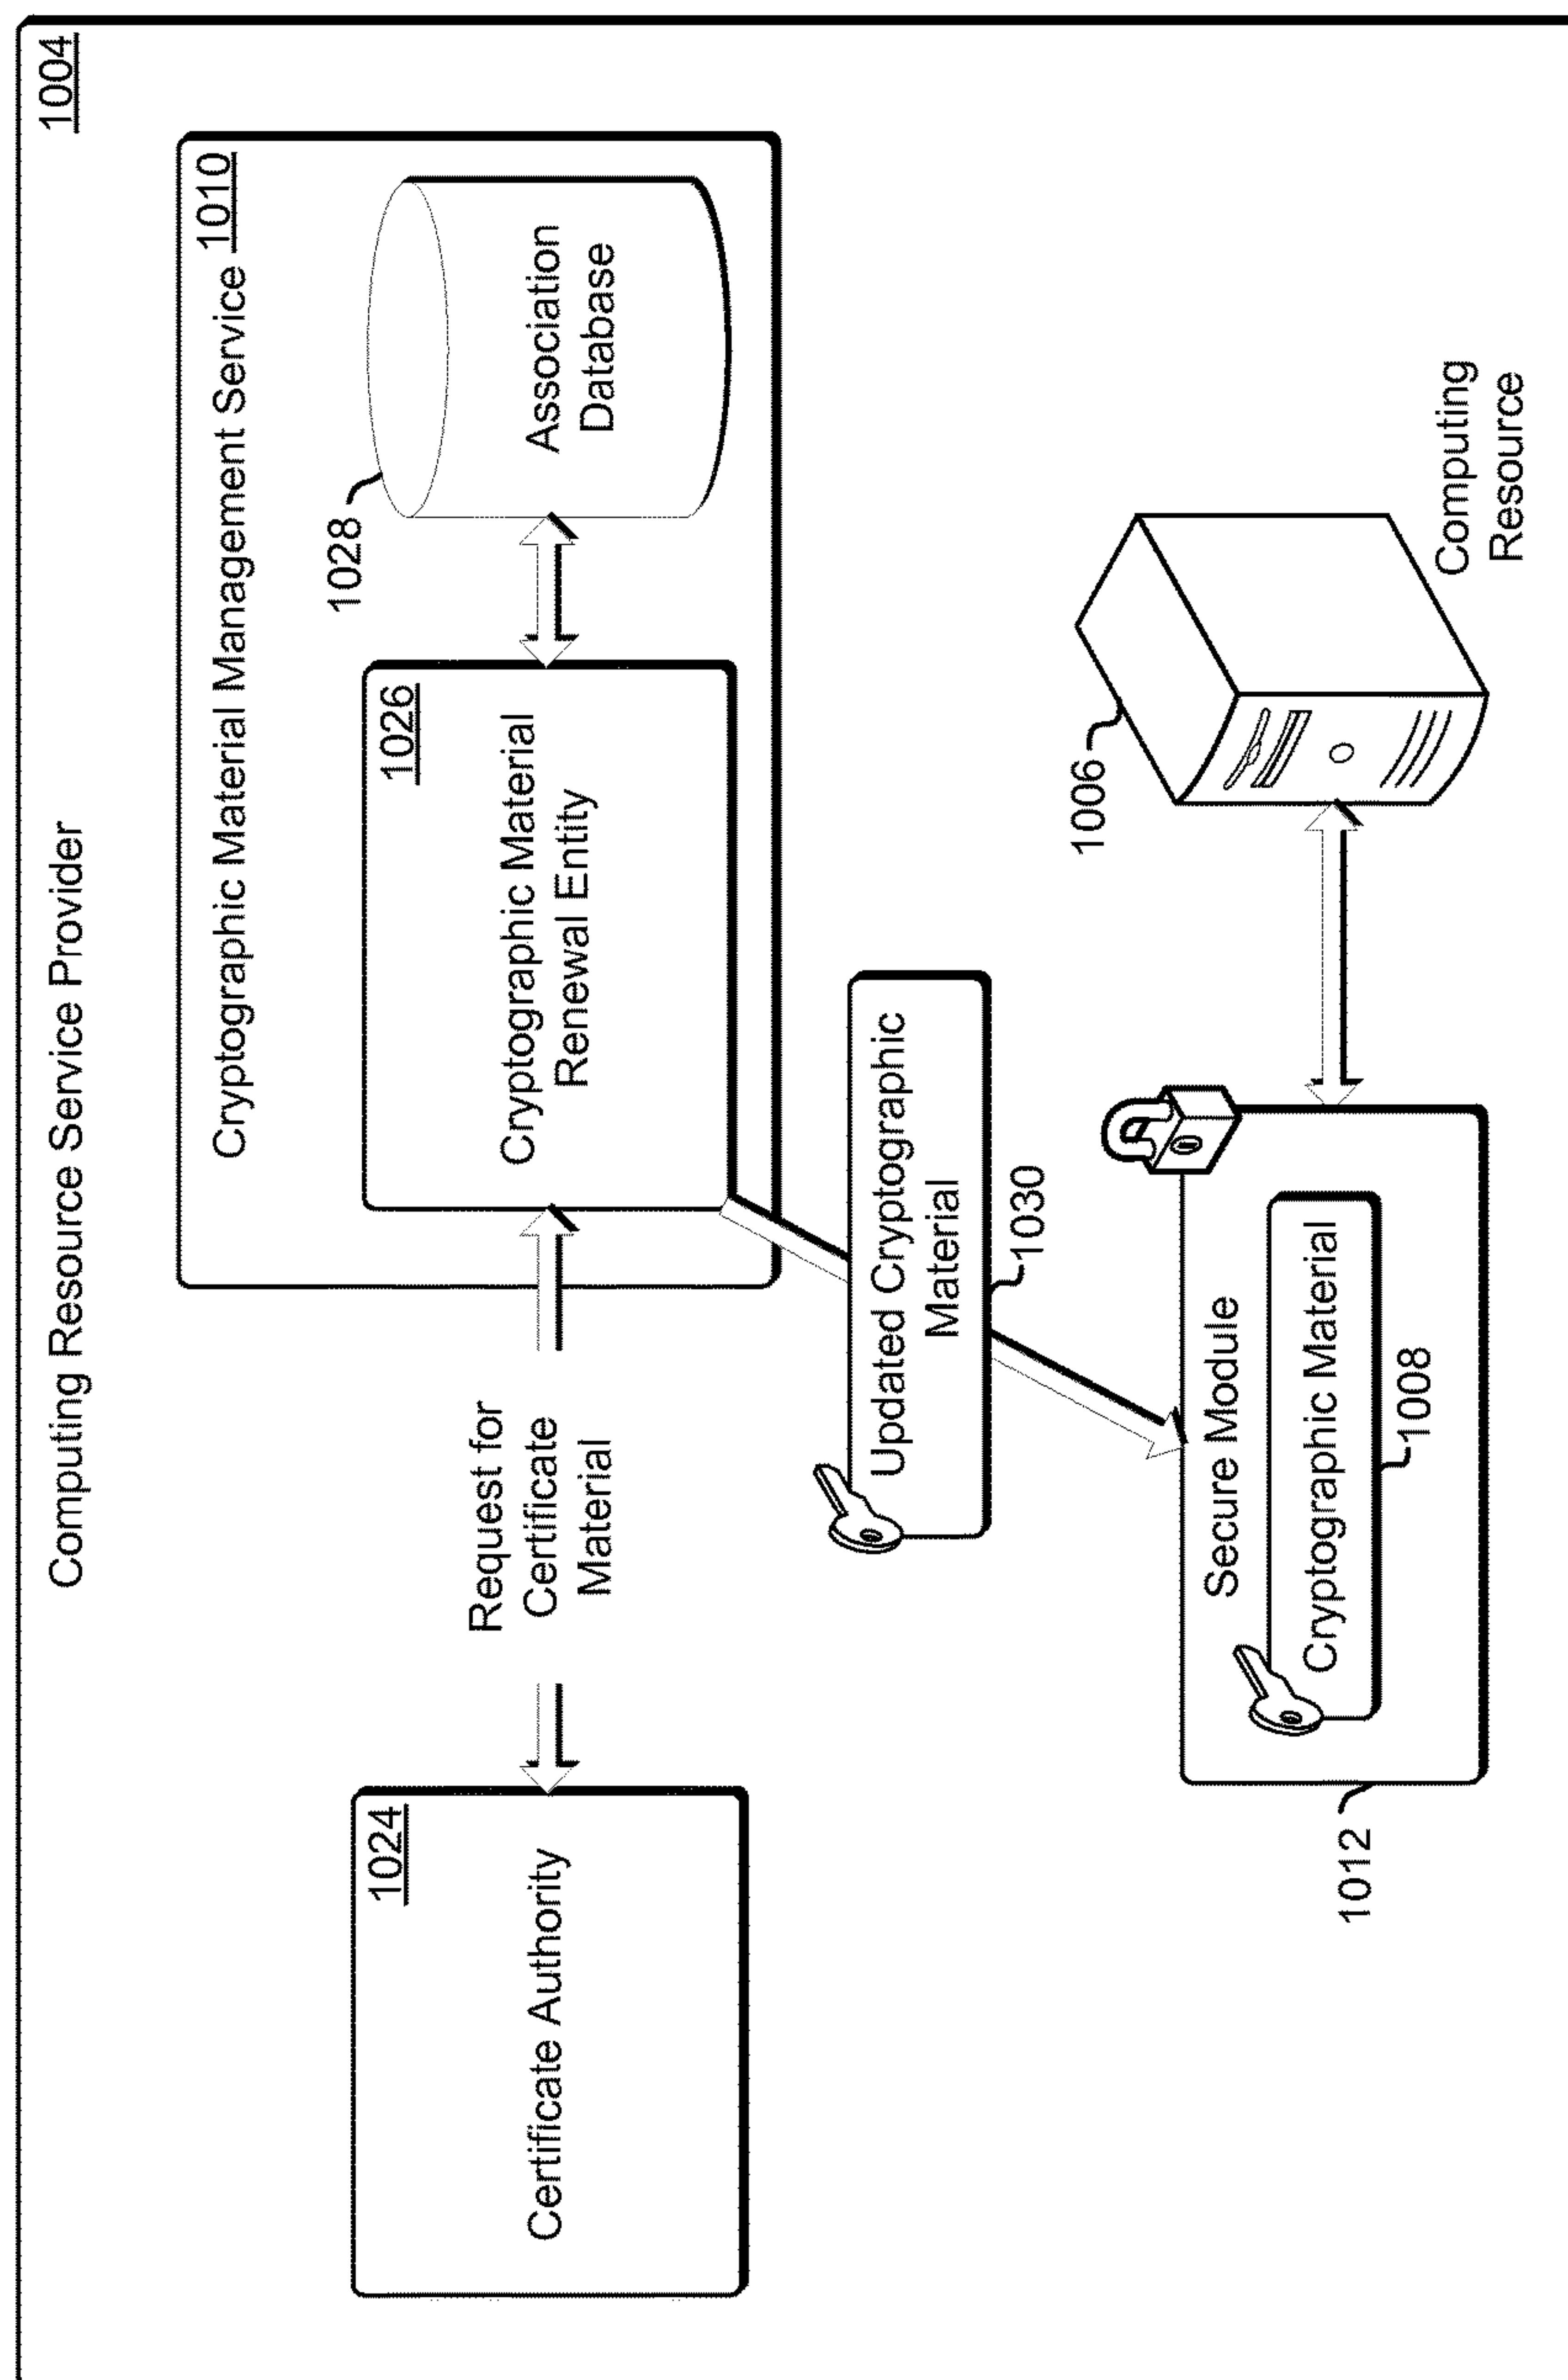 Computing Resource Service Provider
1004
Cryptographic Material Management Service 1010
1024
Certificate Authority
Request for
Certificate
Material
1026
Cryptographic Material
Renewal Entity
1028
Association
Database
Updated Cryptographic
Material
1030
1012
Secure Module
Cryptographic Material
1008
1006
Computing
Resource